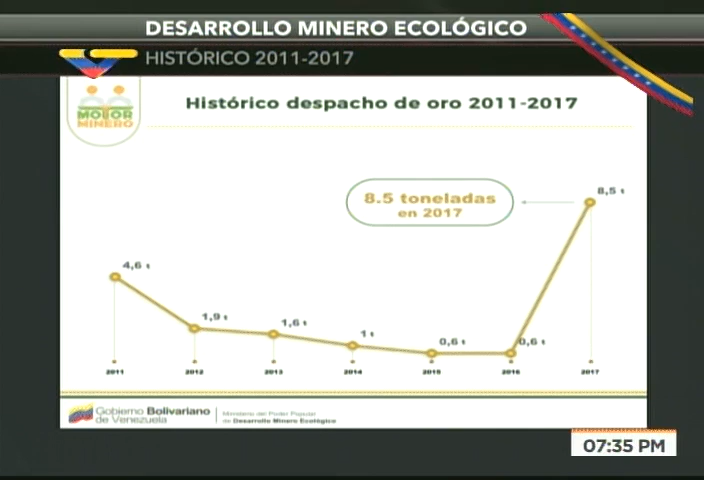 DESARROLLO MINERO ECOLÓGICO
HISTÓRICO 2011-2017
MOTOR
MINERO
Histórico despacho de oro 2011-2017
8.5 toneladas
en 2017
8,5 t
4,6 t
1,9 t
1,6 t
1 t
0,6 t
0,6 t
2011
2012
2013
2014
2015
2016
2017
Gobierno Bolivariano
de Venezuela
Ministerio del Poder Popular
de Desarrollo Minero Ecológico
07:35 PM